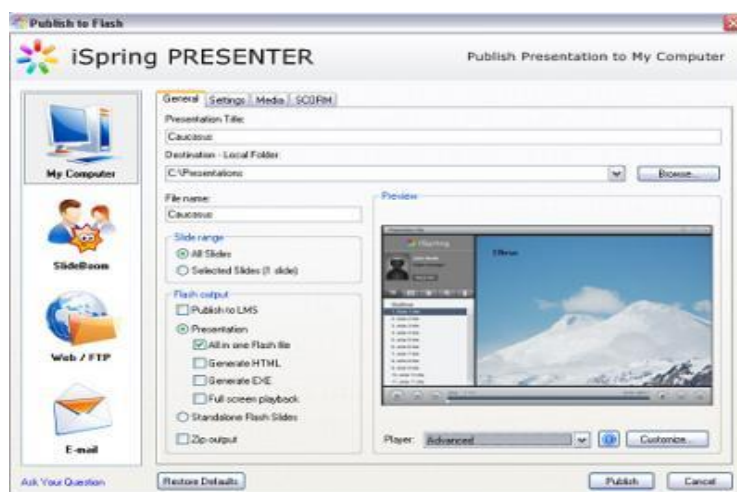 Publish to Flash
iSpring PRESENTER
Publish Presentation to My Computer
My Computer
SlideBoom
Web / FTP
E-mail
Ask Your Question
General Settings Media SCORM
Presentation Title:
Caucasus
Destination - Local Folder:
C:\Presentations
Browse...
File name:
Caucasus
Slide range
All Slides
Selected Slides (1 slide)
Flash output
Publish to LMS
Presentation
All in one Flash file
Generate HTML
Generate EXE
Full screen playback
Standalone Flash Slides
Zip output
Preview
iSpring
Elbrus
Player: Advanced
Customize...
Restore Defaults
Publish
Cancel